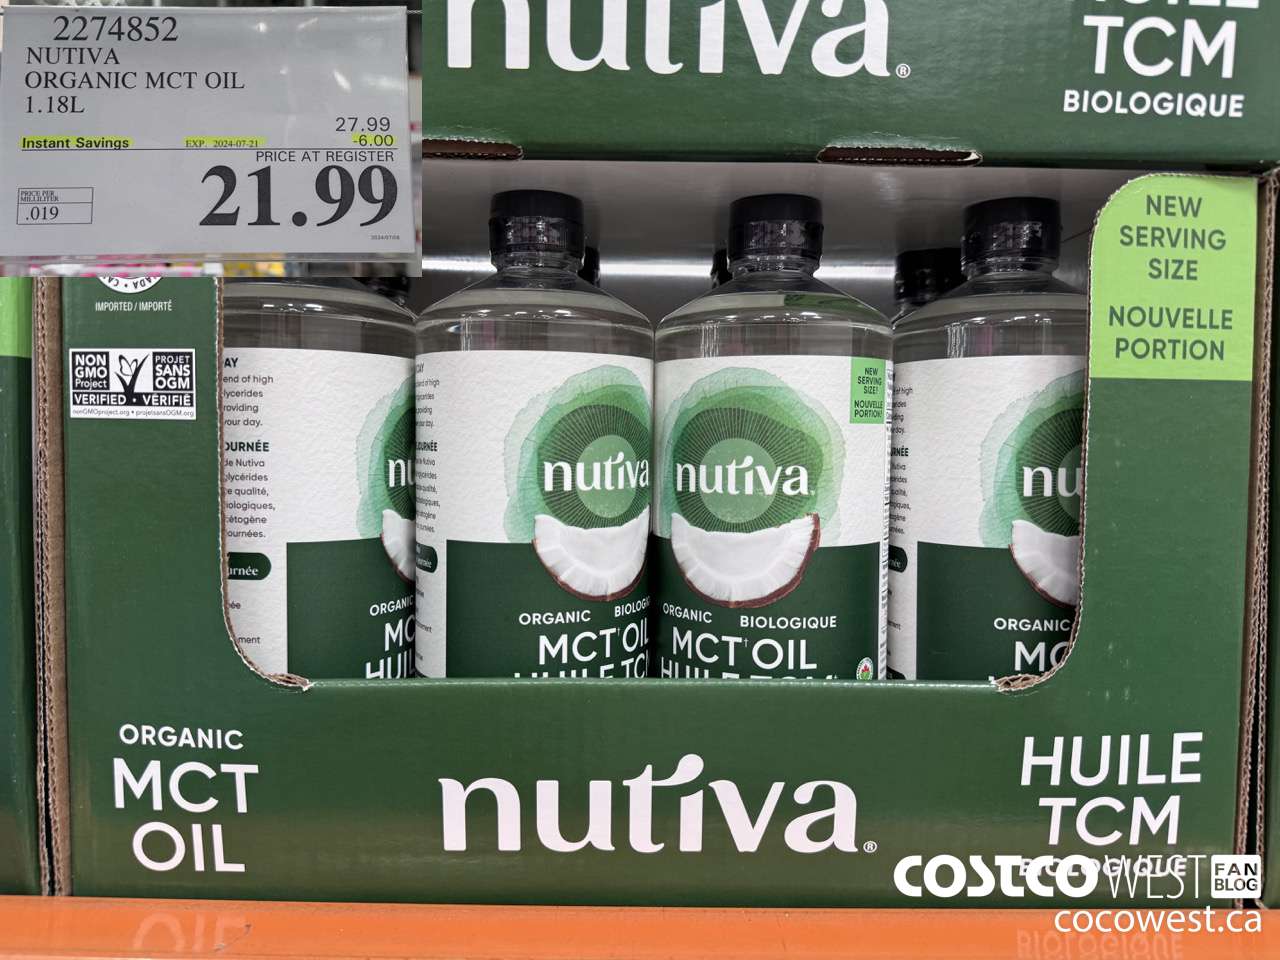 2274852
NUTIVA
ORGANIC MCT OIL
1.18L
27.99
Instant Savings EXP. 2024-07-21 -6.00
PRICE AT REGISTER
21.99
PRICE PER
MILLILITER
.019
nutiva®
TCM
BIOLOGIQUE
NEW
SERVING
SIZE
NOUVELLE
PORTION
IMPORTED / IMPORTÉ
NON
GMO
Project
PROJET
SANS
OGM
VERIFIED • VÉRIFIÉ
nonGMOproject.org • projetsansOGM.org
nutiva
ORGANIC BIOLOGIQUE
MCT† OIL
NEW
SERVING
SIZE!
NOUVELLE
PORTION!
nutiva
ORGANIC
MCT OIL
ORGANIC
ORGANIC
ORGANIC
MCT
OIL
nutiva®
HUILE
TCM
BIOLOGIQUE
COSTCO WEST FAN
BLOG
cocowest.ca